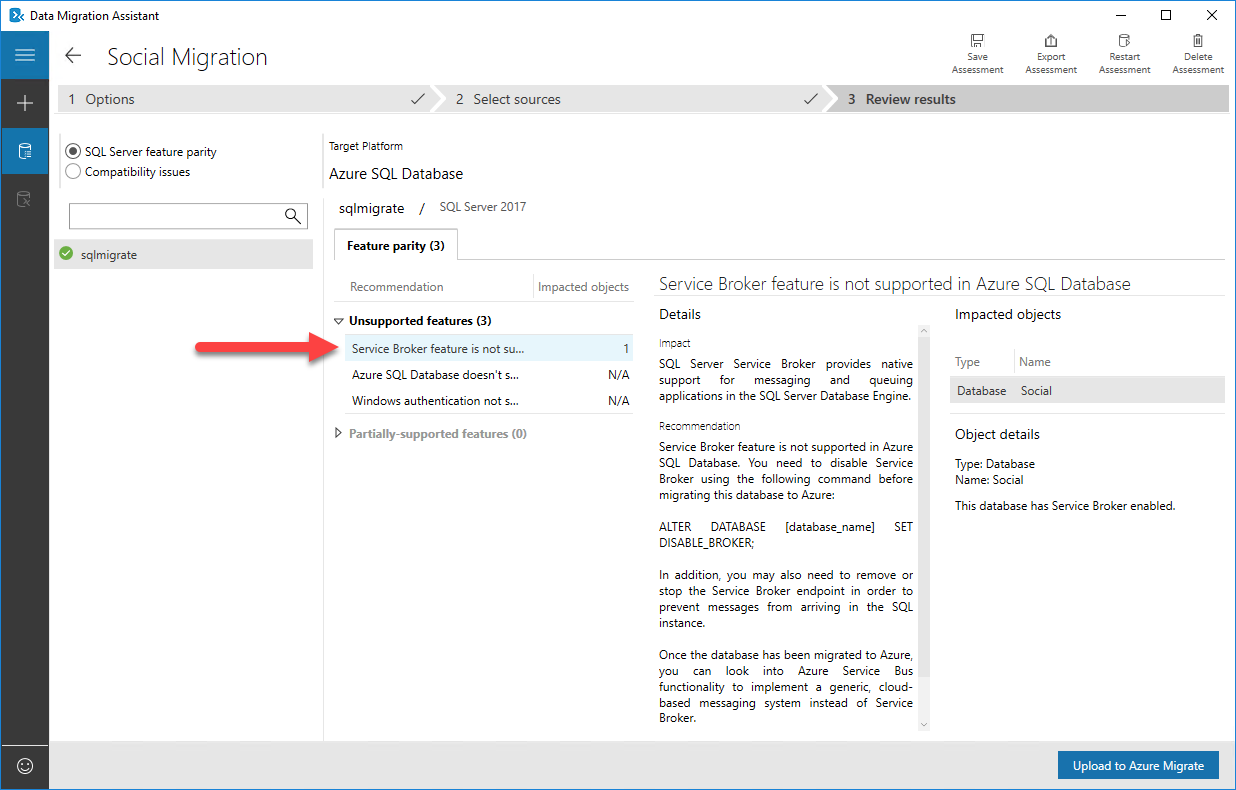 Data Migration Assistant
Social Migration
Save Assessment
Export Assessment
Restart Assessment
Delete Assessment
1 Options
2 Select sources
3 Review results
SQL Server feature parity
Compatibility issues
sqlmigrate
Target Platform
Azure SQL Database
sqlmigrate / SQL Server 2017
Feature parity (3)
Recommendation Impacted objects
Unsupported features (3)
Service Broker feature is not su... 1
Azure SQL Database doesn't s... N/A
Windows authentication not s... N/A
Partially-supported features (0)
Service Broker feature is not supported in Azure SQL Database
Details
Impact
SQL Server Service Broker provides native
support for messaging and queuing
applications in the SQL Server Database Engine.
Recommendation
Service Broker feature is not supported in Azure
SQL Database. You need to disable Service
Broker using the following command before
migrating this database to Azure:
ALTER DATABASE [database_name] SET
DISABLE_BROKER;
In addition, you may also need to remove or
stop the Service Broker endpoint in order to
prevent messages from arriving in the SQL
instance.
Once the database has been migrated to Azure,
you can look into Azure Service Bus
functionality to implement a generic, cloud-
based messaging system instead of Service
Broker.
Impacted objects
Type Name
Database Social
Object details
Type: Database
Name: Social
This database has Service Broker enabled.
Upload to Azure Migrate